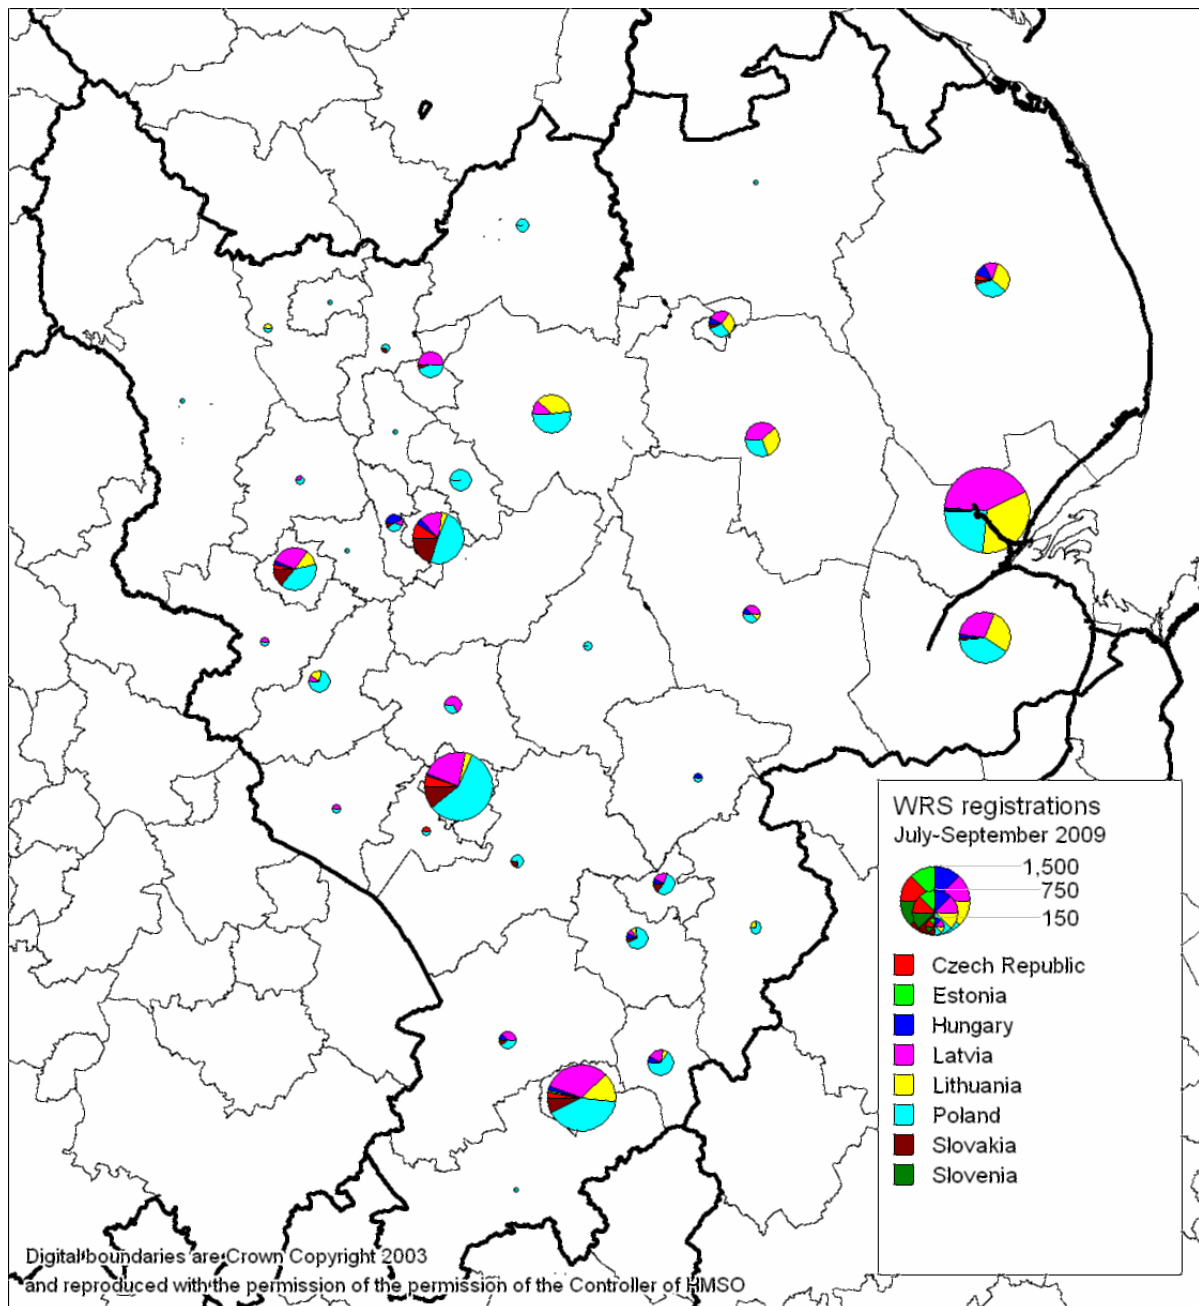 WRS registrations
July-September 2009
1,500
750
150
Czech Republic
Estonia
Hungary
Latvia
Lithuania
Poland
Slovakia
Slovenia
Digital boundaries are Crown Copyright 2003
and reproduced with the permission of the permission of the Controller of HMSO